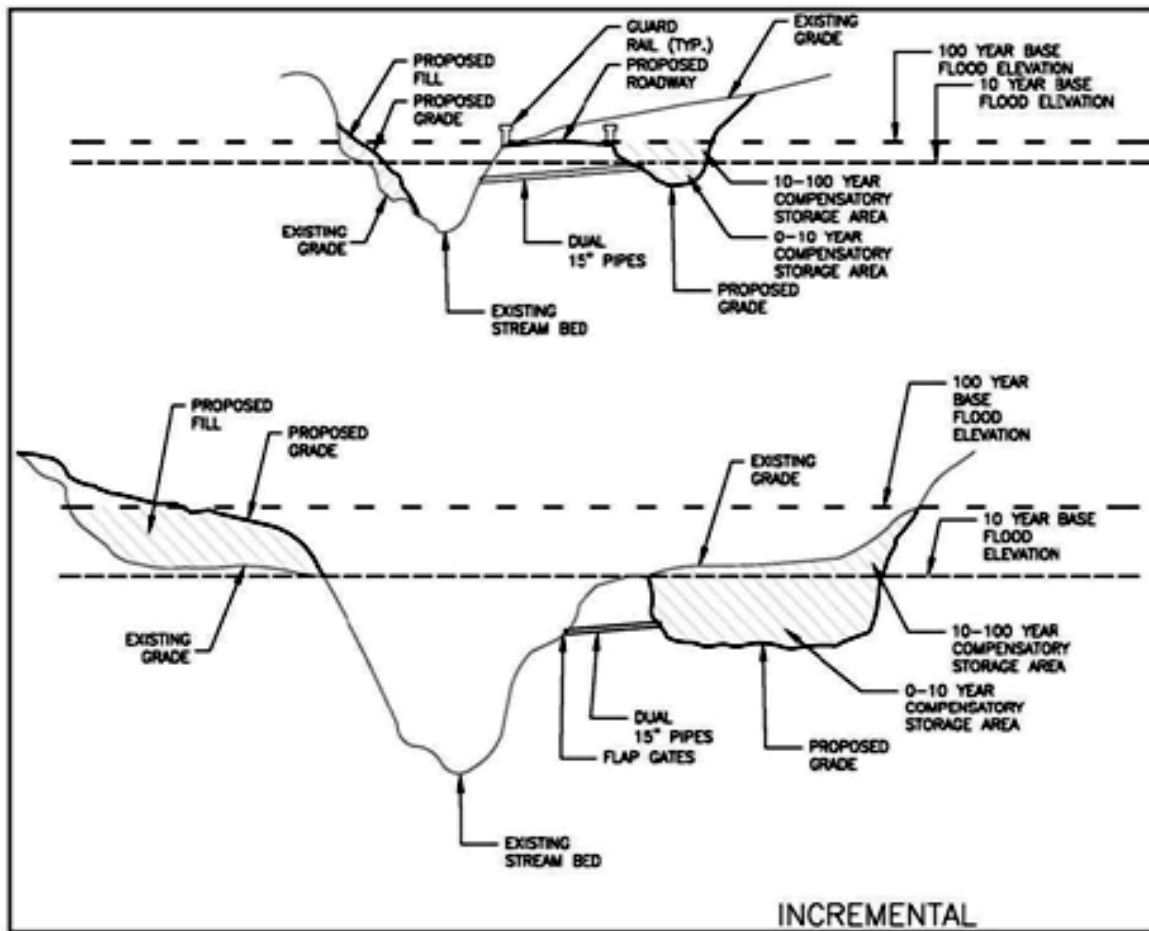 GUARD
RAIL (TYP.)
EXISTING
GRADE
PROPOSED
FILL
PROPOSED
ROADWAY
100 YEAR BASE
FLOOD ELEVATION
10 YEAR BASE
FLOOD ELEVATION
PROPOSED
GRADE
10-100 YEAR
COMPENSATORY
STORAGE AREA
EXISTING
GRADE
DUAL
15" PIPES
0-10 YEAR
COMPENSATORY
STORAGE AREA
PROPOSED
GRADE
EXISTING
STREAM BED
100 YEAR
BASE
FLOOD
ELEVATION
PROPOSED
FILL
PROPOSED
GRADE
EXISTING
GRADE
10 YEAR BASE
FLOOD
ELEVATION
EXISTING
GRADE
10-100 YEAR
COMPENSATORY
STORAGE AREA
0-10 YEAR
COMPENSATORY
STORAGE AREA
DUAL
15" PIPES
FLAP GATES
PROPOSED
GRADE
EXISTING
STREAM BED
INCREMENTAL